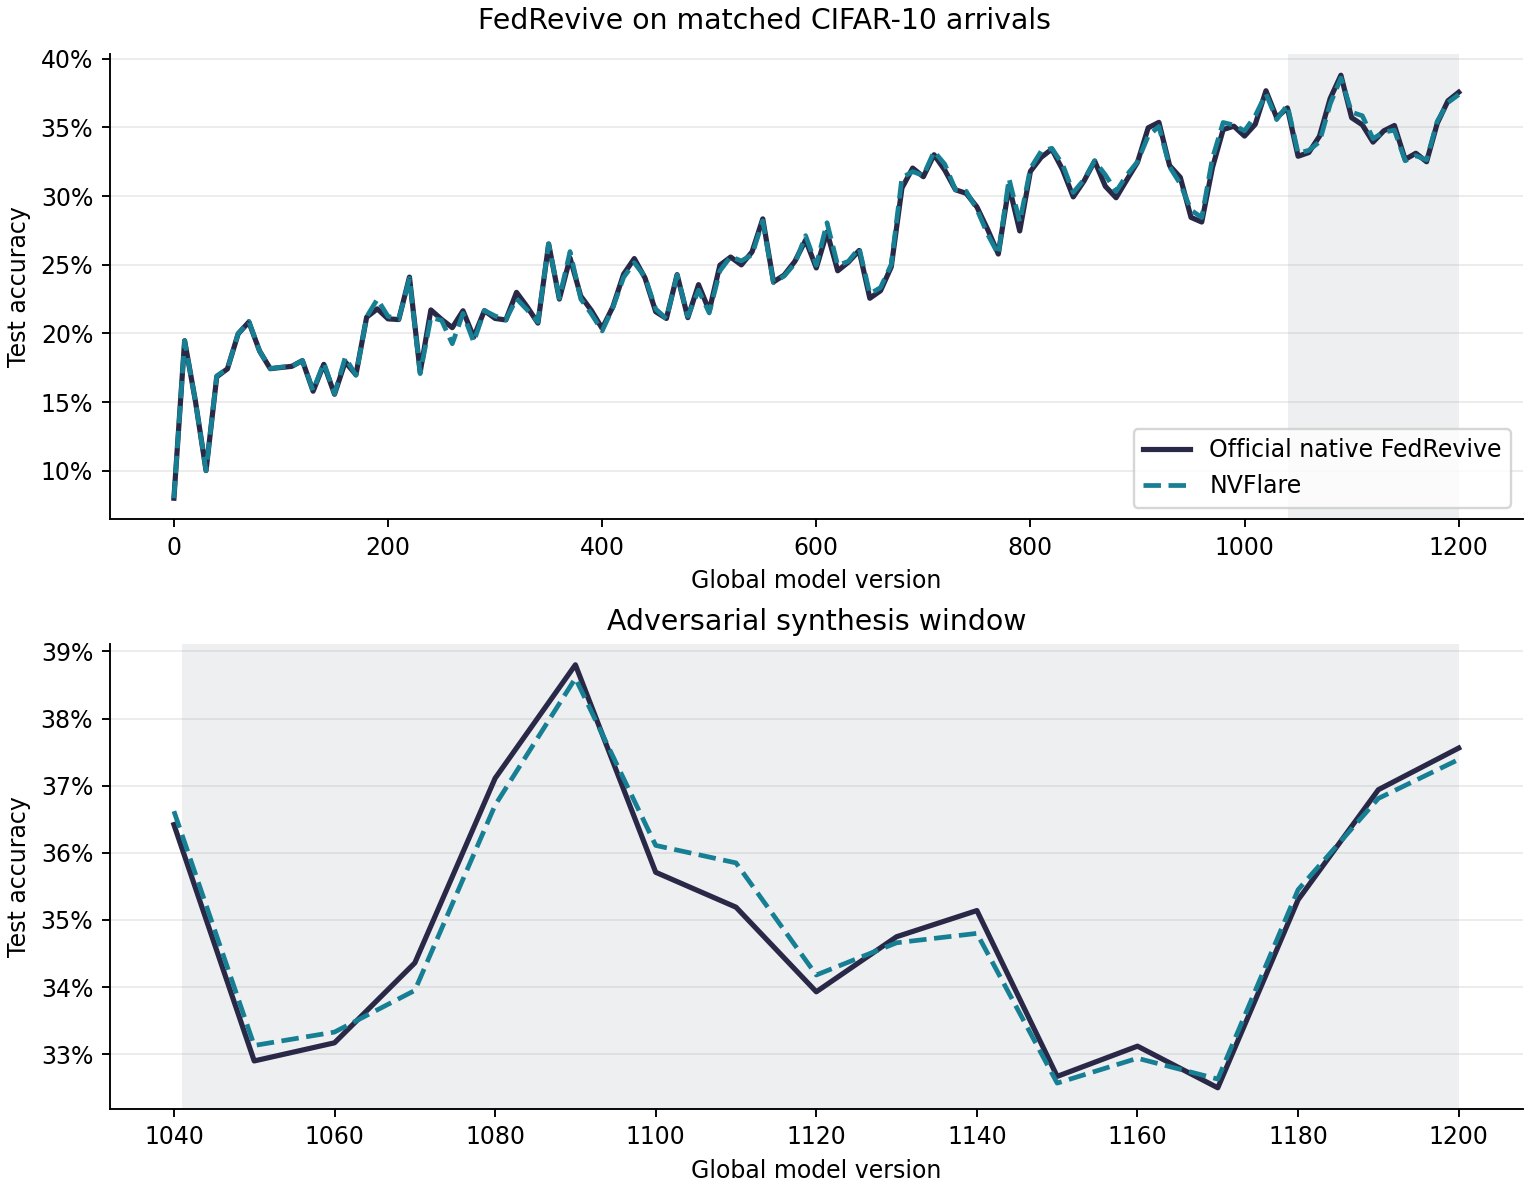 FedRevive on matched CIFAR-10 arrivals
40%
35%
30%
25%
20%
15%
10%
Test accuracy
Official native FedRevive
NVFlare
0 200 400 600 800 1000 1200
Global model version
Adversarial synthesis window
39%
38%
37%
36%
35%
34%
33%
Test accuracy
1040 1060 1080 1100 1120 1140 1160 1180 1200
Global model version